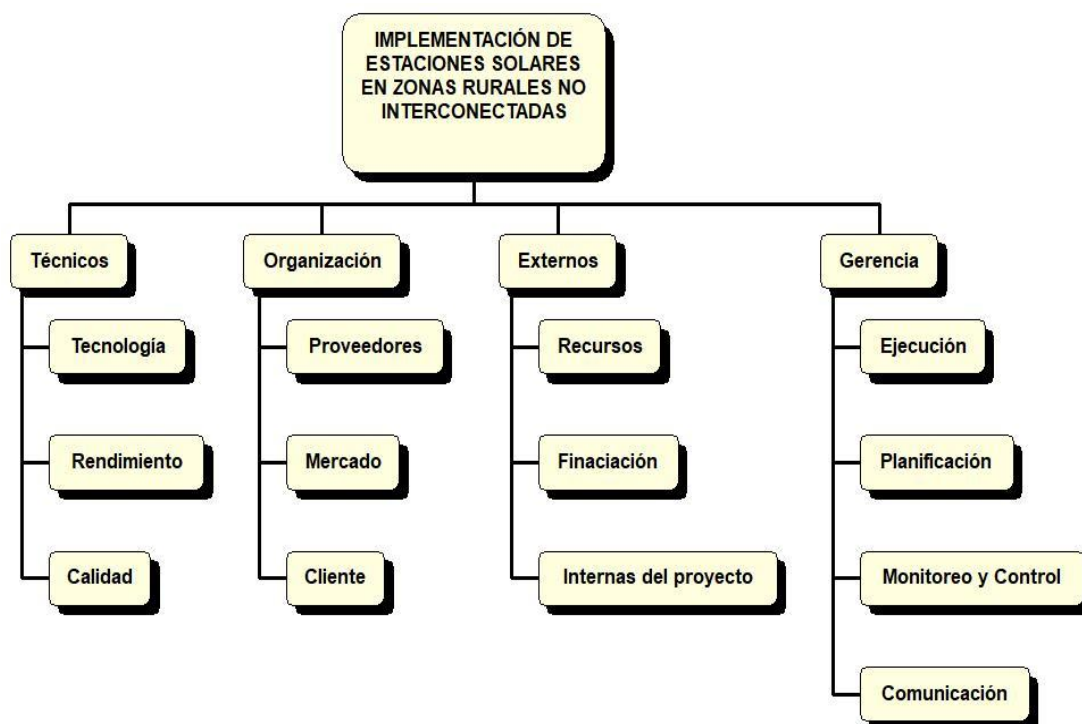 IMPLEMENTACIÓN DE
ESTACIONES SOLARES
EN ZONAS RURALES NO
INTERCONECTADAS
Técnicos
Organización
Externos
Gerencia
Tecnología
Proveedores
Recursos
Ejecución
Rendimiento
Mercado
Finaciación
Planificación
Calidad
Cliente
Internas del proyecto
Monitoreo y Control
Comunicación